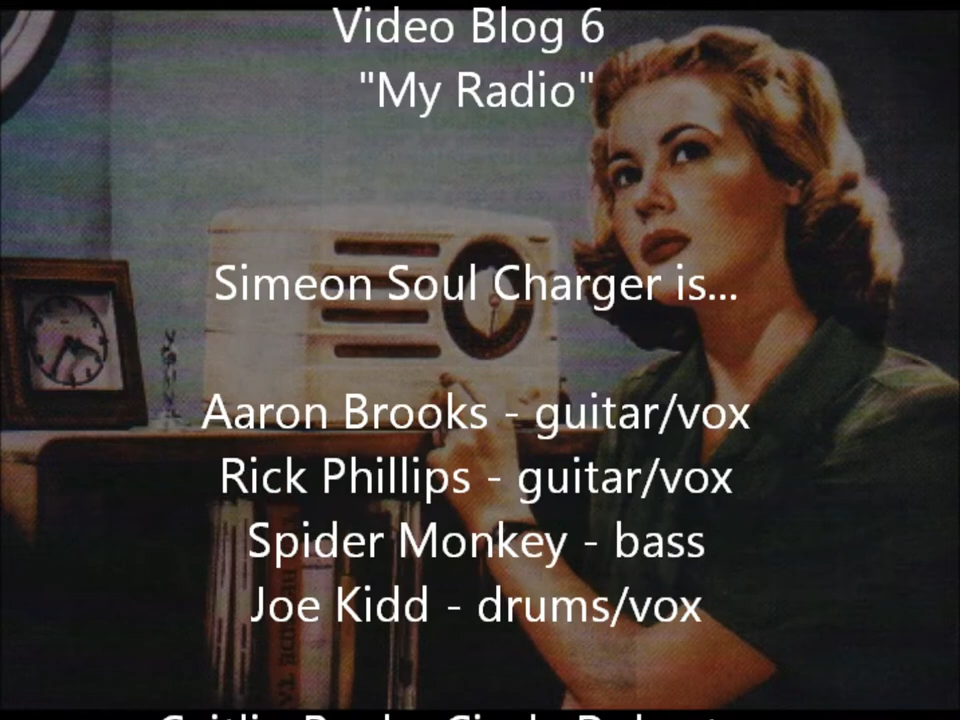 Video Blog 6
"My Radio"
Simeon Soul Charger is...
Aaron Brooks - guitar/vox
Rick Phillips - guitar/vox
Spider Monkey - bass
Joe Kidd - drums/vox